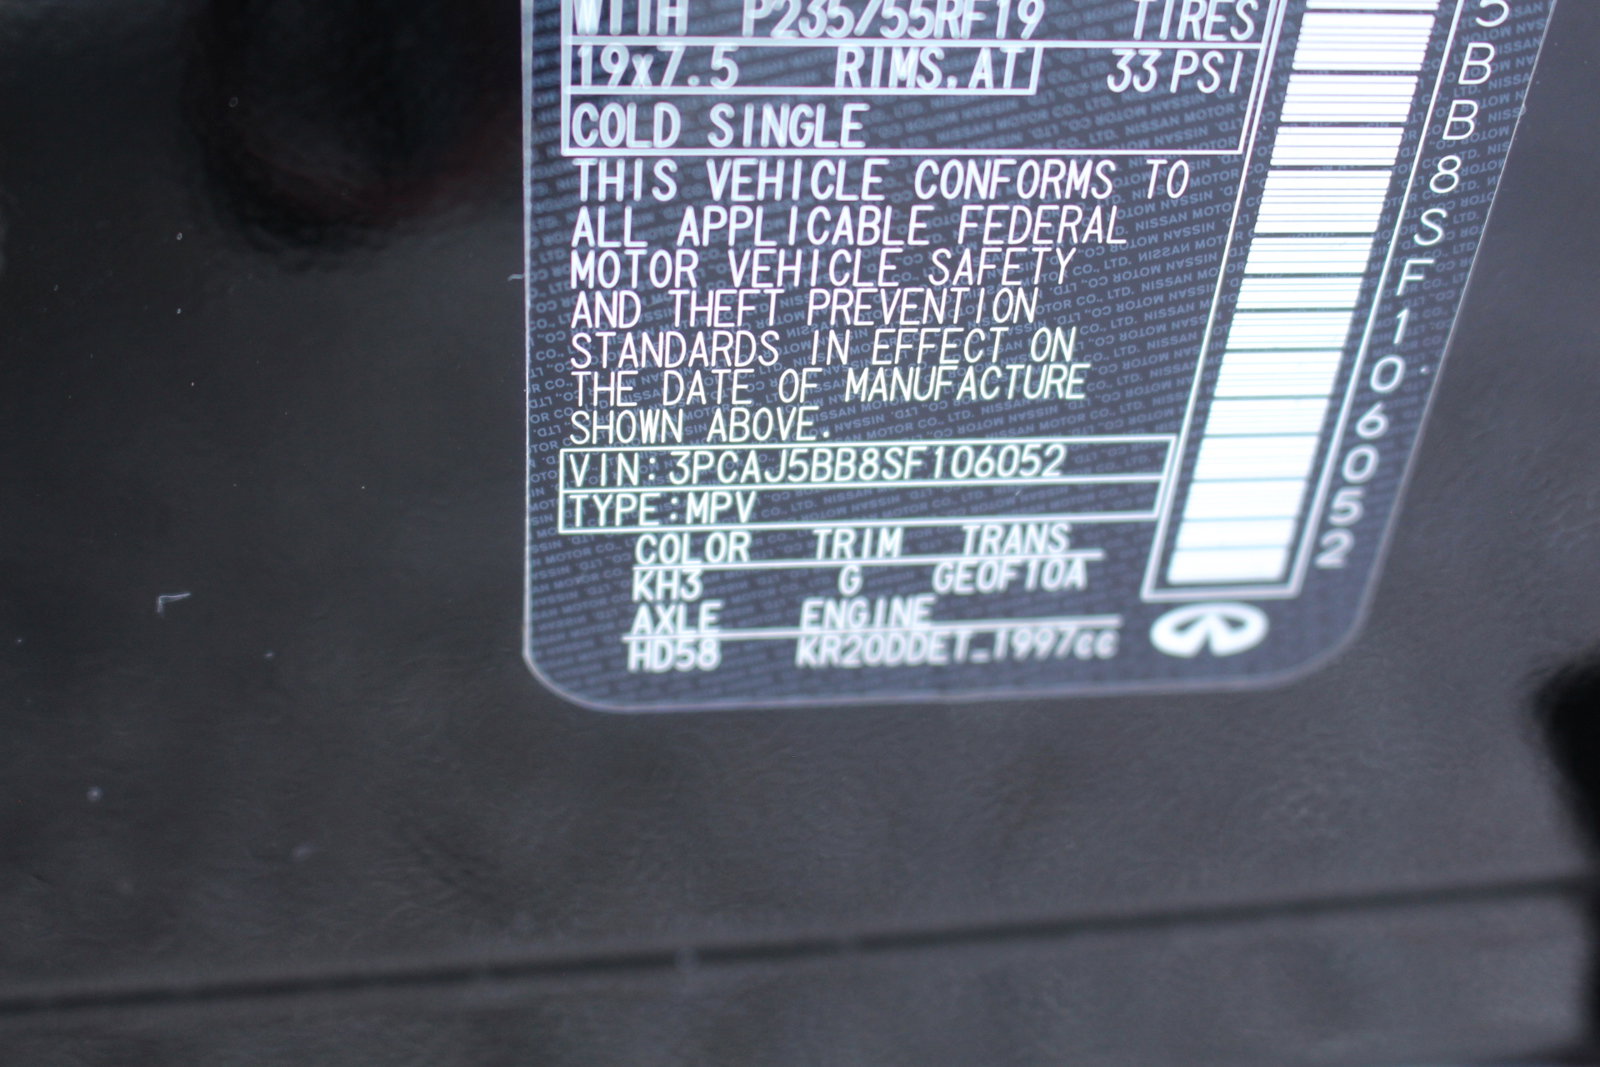 WITH P235/55RF19 TIRES
19x7.5 RIMS.AT 33 PSI
COLD SINGLE
THIS VEHICLE CONFORMS TO
ALL APPLICABLE FEDERAL
MOTOR VEHICLE SAFETY
AND THEFT PREVENTION
STANDARDS IN EFFECT ON
THE DATE OF MANUFACTURE
SHOWN ABOVE.
VIN:3PCAJ5BB8SF106052
TYPE:MPV
COLOR TRIM TRANS
KH3 G GE0F10A
AXLE ENGINE
HD58 KR20DDET_1997cc
5BB8SF106052